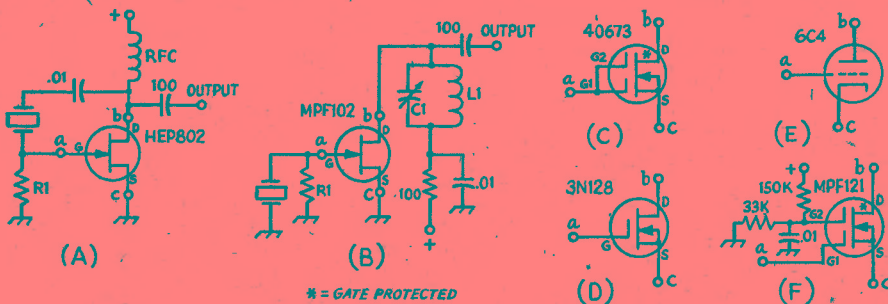 +
RFC
.01
100 OUTPUT
b
D
HEP802
a
G
S
C
R1
(A)
100 OUTPUT
C1
L1
MPF102
b
D
a
G
S
C
R1
100
.01
+
(B)
40673
b
D
*
G2
a
G1
S
C
(C)
3N128
b
D
a
G
S
C
(D)
6C4
b
a
C
(E)
+
b
150K
MPF121
D
*
33K
G2
.01
a
G1
S
C
(F)
* = GATE PROTECTED